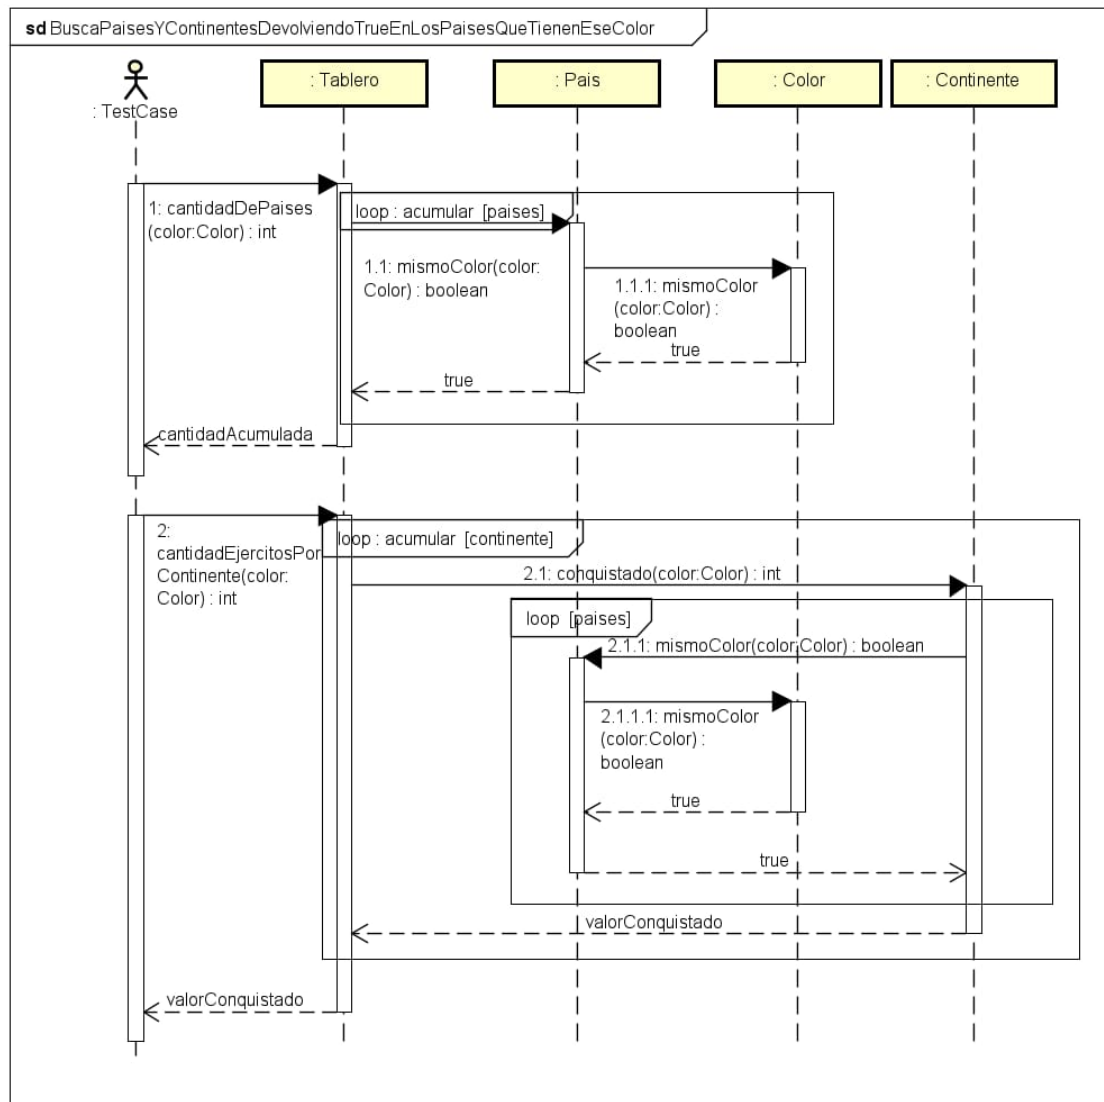 sd BuscaPaisesYContinentesDevolviendoTrueEnLosPaisesQueTienenEseColor
: TestCase
: Tablero
: Pais
: Color
: Continente
1: cantidadDePaises
(color:Color) : int
loop : acumular [paises]
1.1: mismoColor(color:
Color) : boolean
1.1.1: mismoColor
(color:Color) :
boolean
true
true
cantidadAcumulada
2:
cantidadEjercitosPor
Continente(color:
Color) : int
loop : acumular [continente]
2.1: conquistado(color:Color) : int
loop [paises]
2.1.1: mismoColor(color:Color) : boolean
2.1.1.1: mismoColor
(color:Color) :
boolean
true
true
valorConquistado
valorConquistado